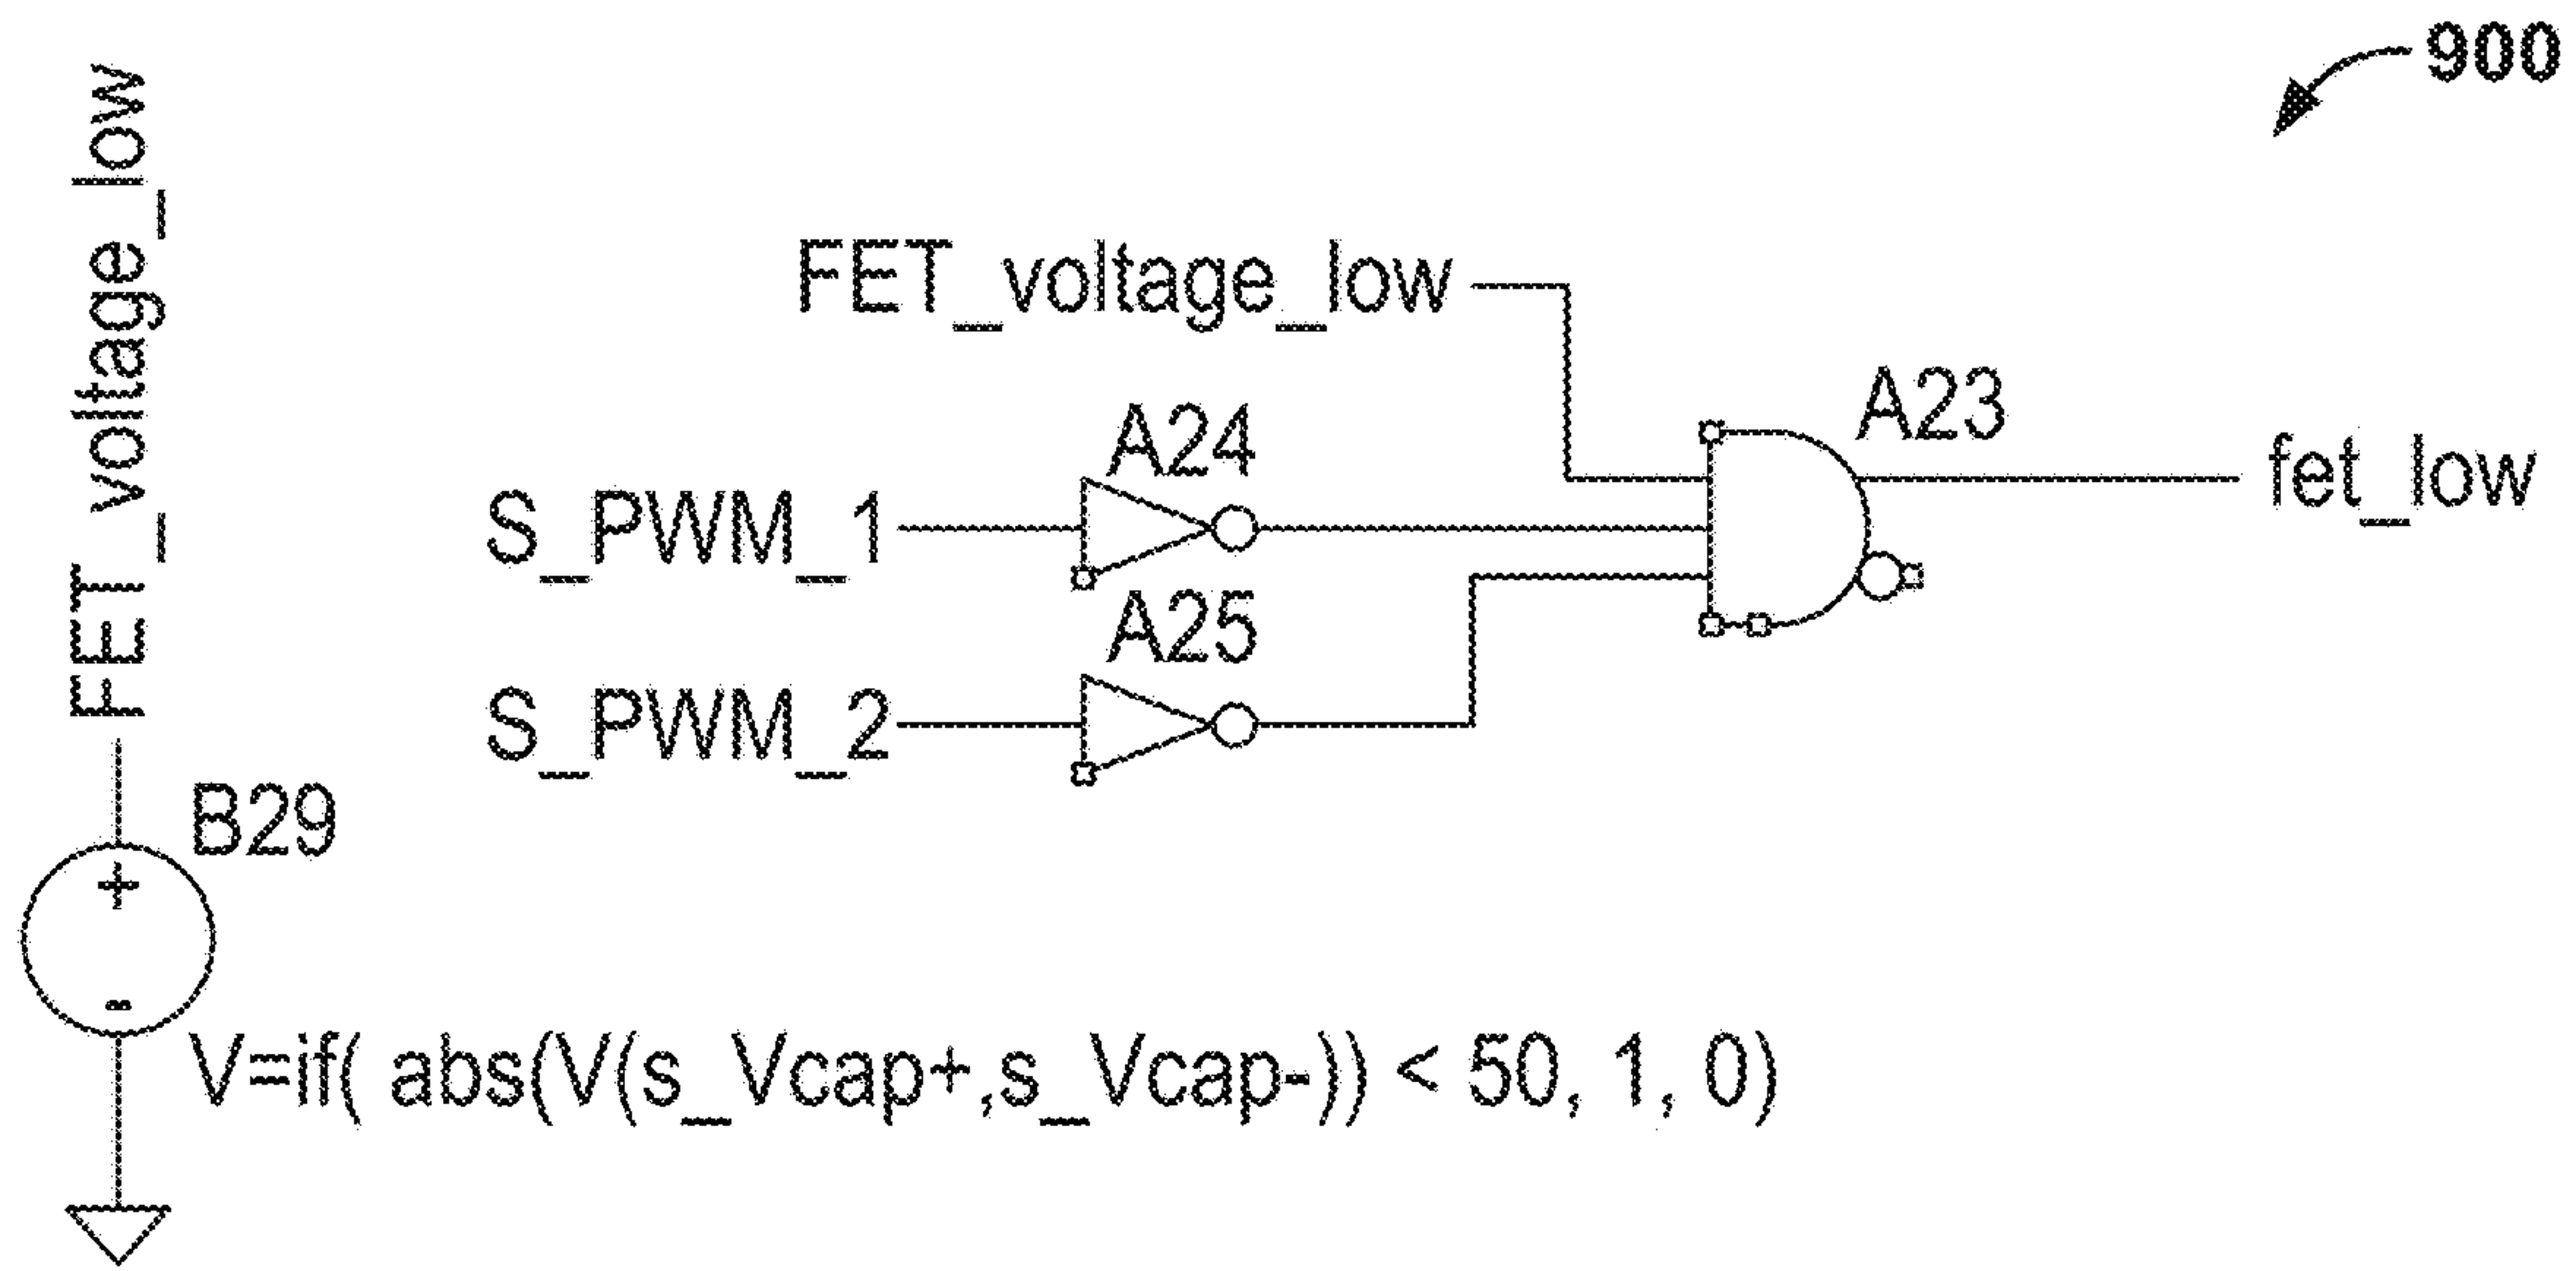 900
FET_voltage_low
FET_voltage_low
A23
A24
fet_low
S_PWM_1
A25
S_PWM_2
B29
+
-
V=if( abs(V(s_Vcap+,s_Vcap-)) < 50, 1, 0)